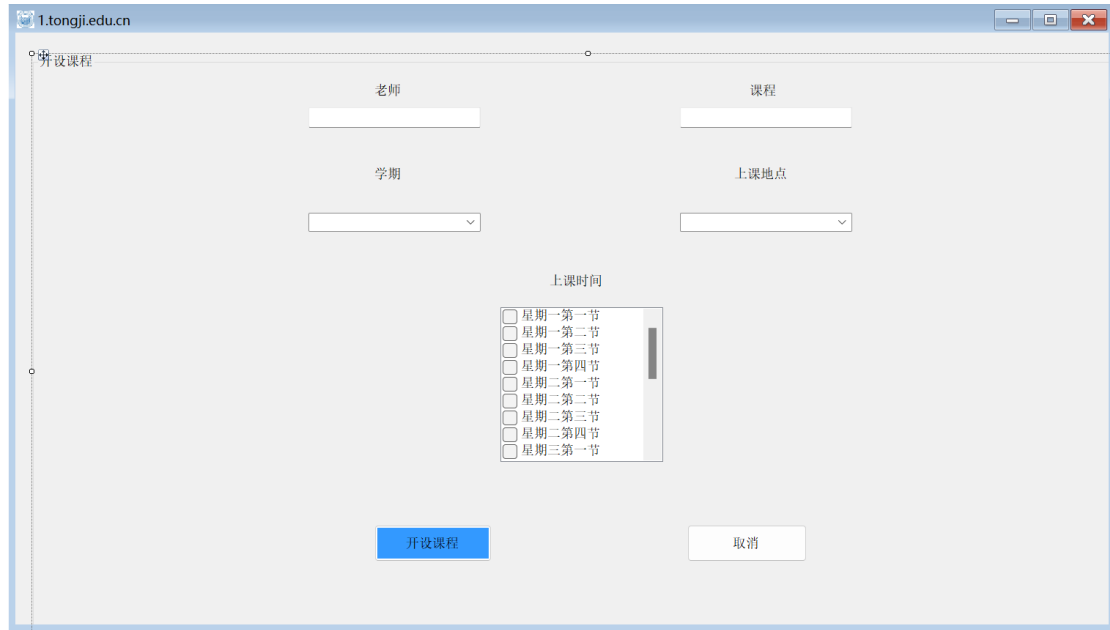 1.tongji.edu.cn
开设课程
老师
课程
学期
上课地点
上课时间
星期一第一节
星期一第二节
星期一第三节
星期一第四节
星期二第一节
星期二第二节
星期二第三节
星期二第四节
星期三第一节
开设课程
取消